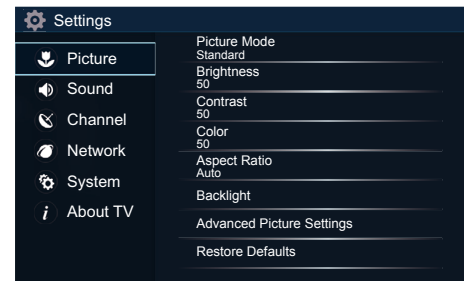 Settings
Picture
Sound
Channel
Network
System
i About TV
Picture Mode
Standard
Brightness
50
Contrast
50
Color
50
Aspect Ratio
Auto
Backlight
Advanced Picture Settings
Restore Defaults